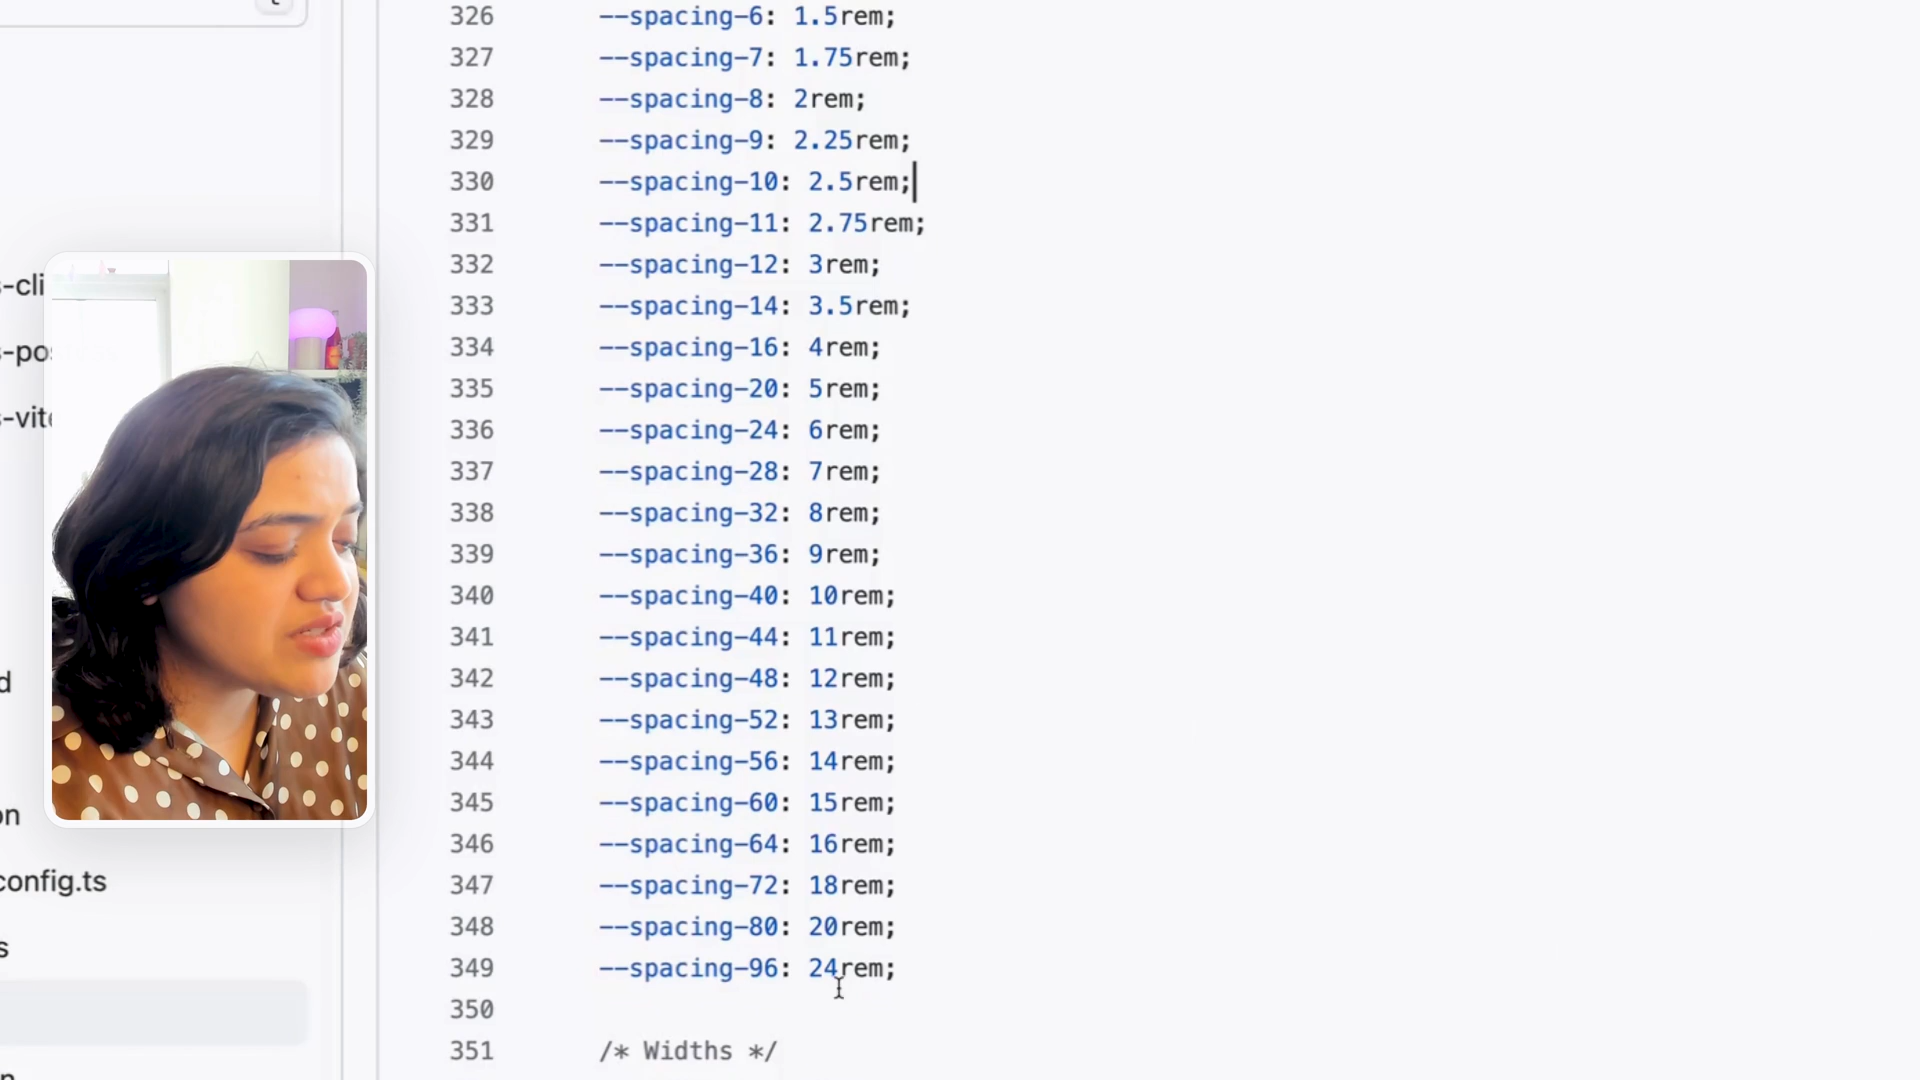 326 --spacing-6: 1.5rem;
327 --spacing-7: 1.75rem;
328 --spacing-8: 2rem;
329 --spacing-9: 2.25rem;
330 --spacing-10: 2.5rem;
331 --spacing-11: 2.75rem;
332 --spacing-12: 3rem;
333 --spacing-14: 3.5rem;
334 --spacing-16: 4rem;
335 --spacing-20: 5rem;
336 --spacing-24: 6rem;
337 --spacing-28: 7rem;
338 --spacing-32: 8rem;
339 --spacing-36: 9rem;
340 --spacing-40: 10rem;
341 --spacing-44: 11rem;
342 --spacing-48: 12rem;
343 --spacing-52: 13rem;
344 --spacing-56: 14rem;
345 --spacing-60: 15rem;
346 --spacing-64: 16rem;
347 --spacing-72: 18rem;
348 --spacing-80: 20rem;
349 --spacing-96: 24rem;
350
351 /* Widths */
-cli
-pos
-vite
d
on
config.ts
s